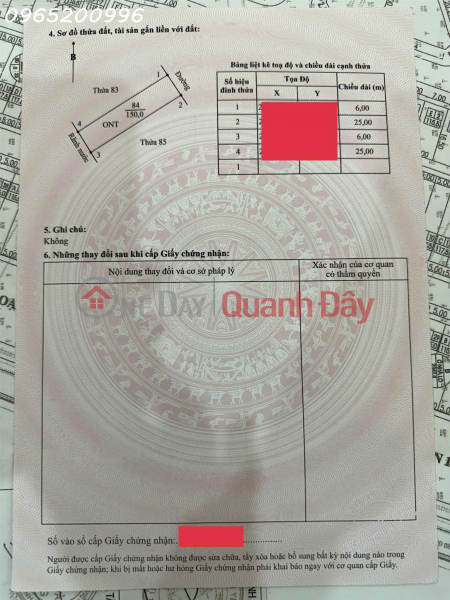 0965200996
4. Sơ đồ thửa đất, tài sản gắn liền với đất:
B
Thửa 83
1
Đường
2
84
150,0
ONT
4
3
Rãnh nước
Thửa 85
Bảng liệt kê toạ độ và chiều dài cạnh thửa
Số hiệu đỉnh thửa
Tọa Độ
X Y
Chiều dài (m)
1 6,00
2 25,00
3 6,00
4 25,00
1
5. Ghi chú:
Không
6. Những thay đổi sau khi cấp Giấy chứng nhận:
Nội dung thay đổi và cơ sở pháp lý
Xác nhận của cơ quan
có thẩm quyền
ONEDAY Quanh Đây
Số vào sổ cấp Giấy chứng nhận:
Người được cấp Giấy chứng nhận không được sửa chữa, tẩy xóa hoặc bổ sung bất kỳ nội dung nào trong
Giấy chứng nhận; khi bị mất hoặc hư hỏng Giấy chứng nhận phải khai báo ngay với cơ quan cấp Giấy.